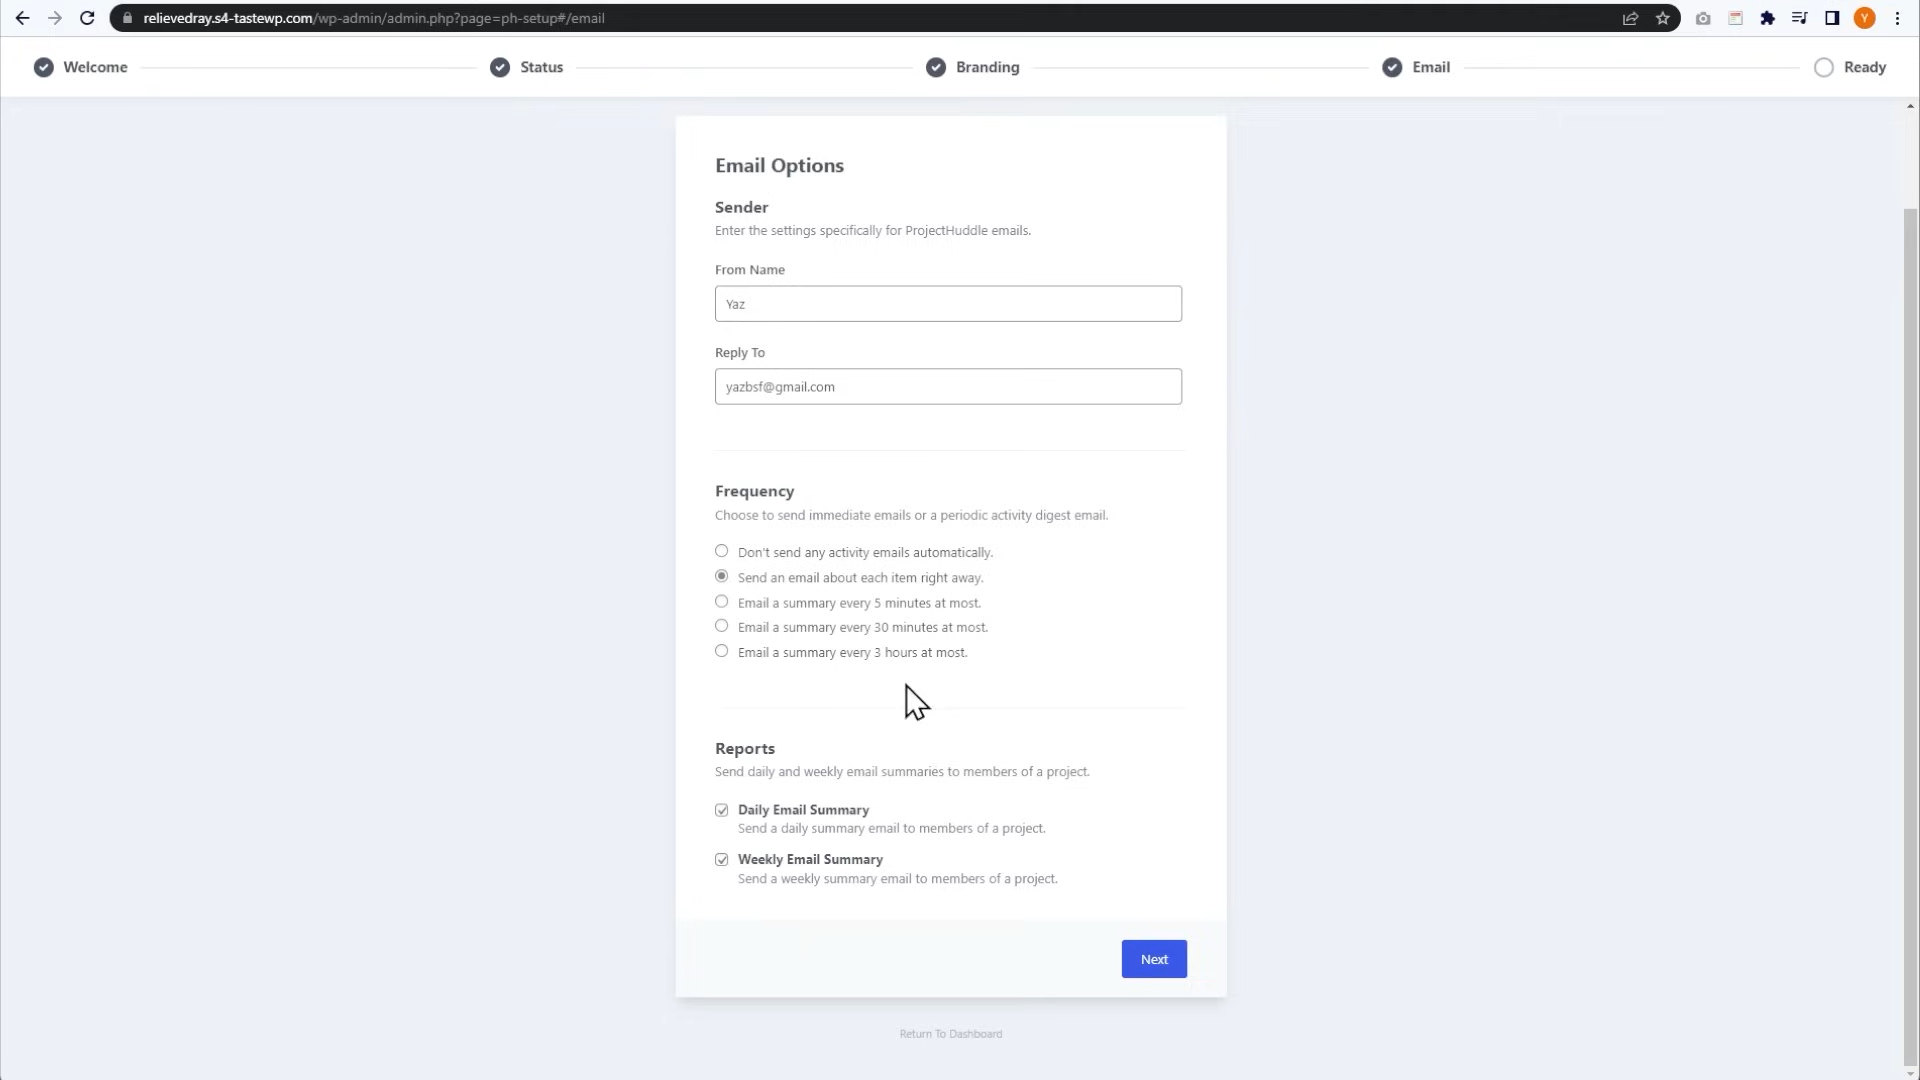 relievedray.s4-tastewp.com/wp-admin/admin.php?page=ph-setup#/email
Y
Welcome
Status
Branding
Email
Ready
Email Options
Sender
Enter the settings specifically for ProjectHuddle emails.
From Name
Yaz
Reply To
yazbsf@gmail.com
Frequency
Choose to send immediate emails or a periodic activity digest email.
Don't send any activity emails automatically.
Send an email about each item right away.
Email a summary every 5 minutes at most.
Email a summary every 30 minutes at most.
Email a summary every 3 hours at most.
Reports
Send daily and weekly email summaries to members of a project.
Daily Email Summary
Send a daily summary email to members of a project.
Weekly Email Summary
Send a weekly summary email to members of a project.
Next
Return To Dashboard